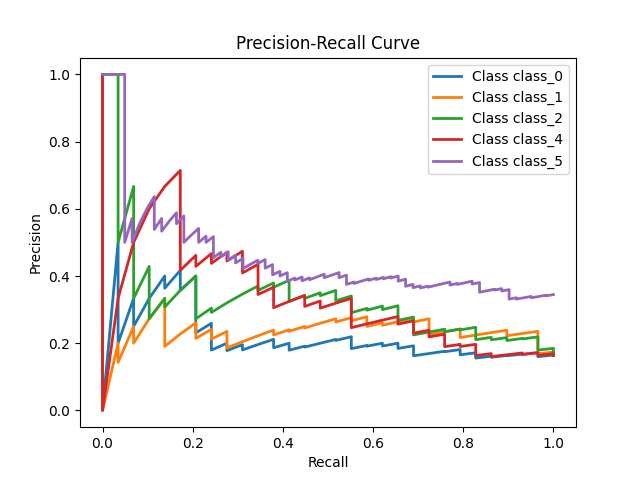 Precision-Recall Curve
Class class_0
Class class_1
Class class_2
Class class_4
Class class_5
Precision
1.0
0.8
0.6
0.4
0.2
0.0
0.0 0.2 0.4 0.6 0.8 1.0
Recall